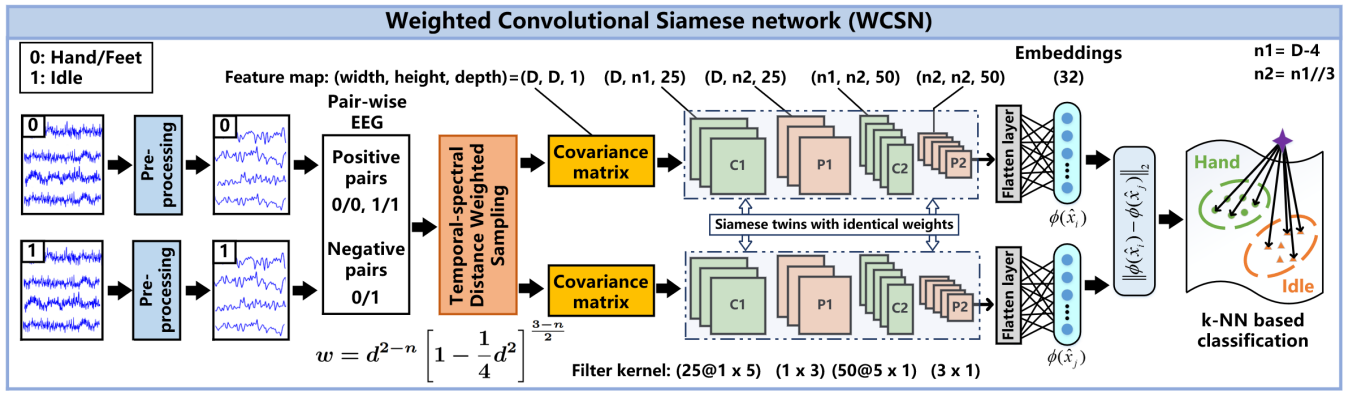 Weighted Convolutional Siamese network (WCSN)
0: Hand/Feet
1: Idle
n1= D-4
n2= n1//3
Feature map: (width, height, depth)=(D, D, 1) (D, n1, 25) (D, n2, 25) (n1, n2, 50) (n2, n2, 50)
Embeddings
(32)
0
Pre-
processing
0
Pair-wise
EEG
Positive
pairs
0/0, 1/1
Negative
pairs
0/1
Temporal-spectral
Distance Weighted
Sampling
Covariance
matrix
C1
P1
C2
P2
Flatten layer
ϕ(x̂ᵢ)
Siamese twins with identical weights
1
Pre-
processing
1
Covariance
matrix
C1
P1
C2
P2
Flatten layer
ϕ(x̂ⱼ)
‖ϕ(x̂ᵢ) − ϕ(x̂ⱼ)‖₂
Hand
Idle
k-NN based
classification
w = d^{2−n} [1 − \frac{1}{4}d^2]^{\frac{3−n}{2}}
Filter kernel: (25@1 x 5) (1 x 3) (50@5 x 1) (3 x 1)